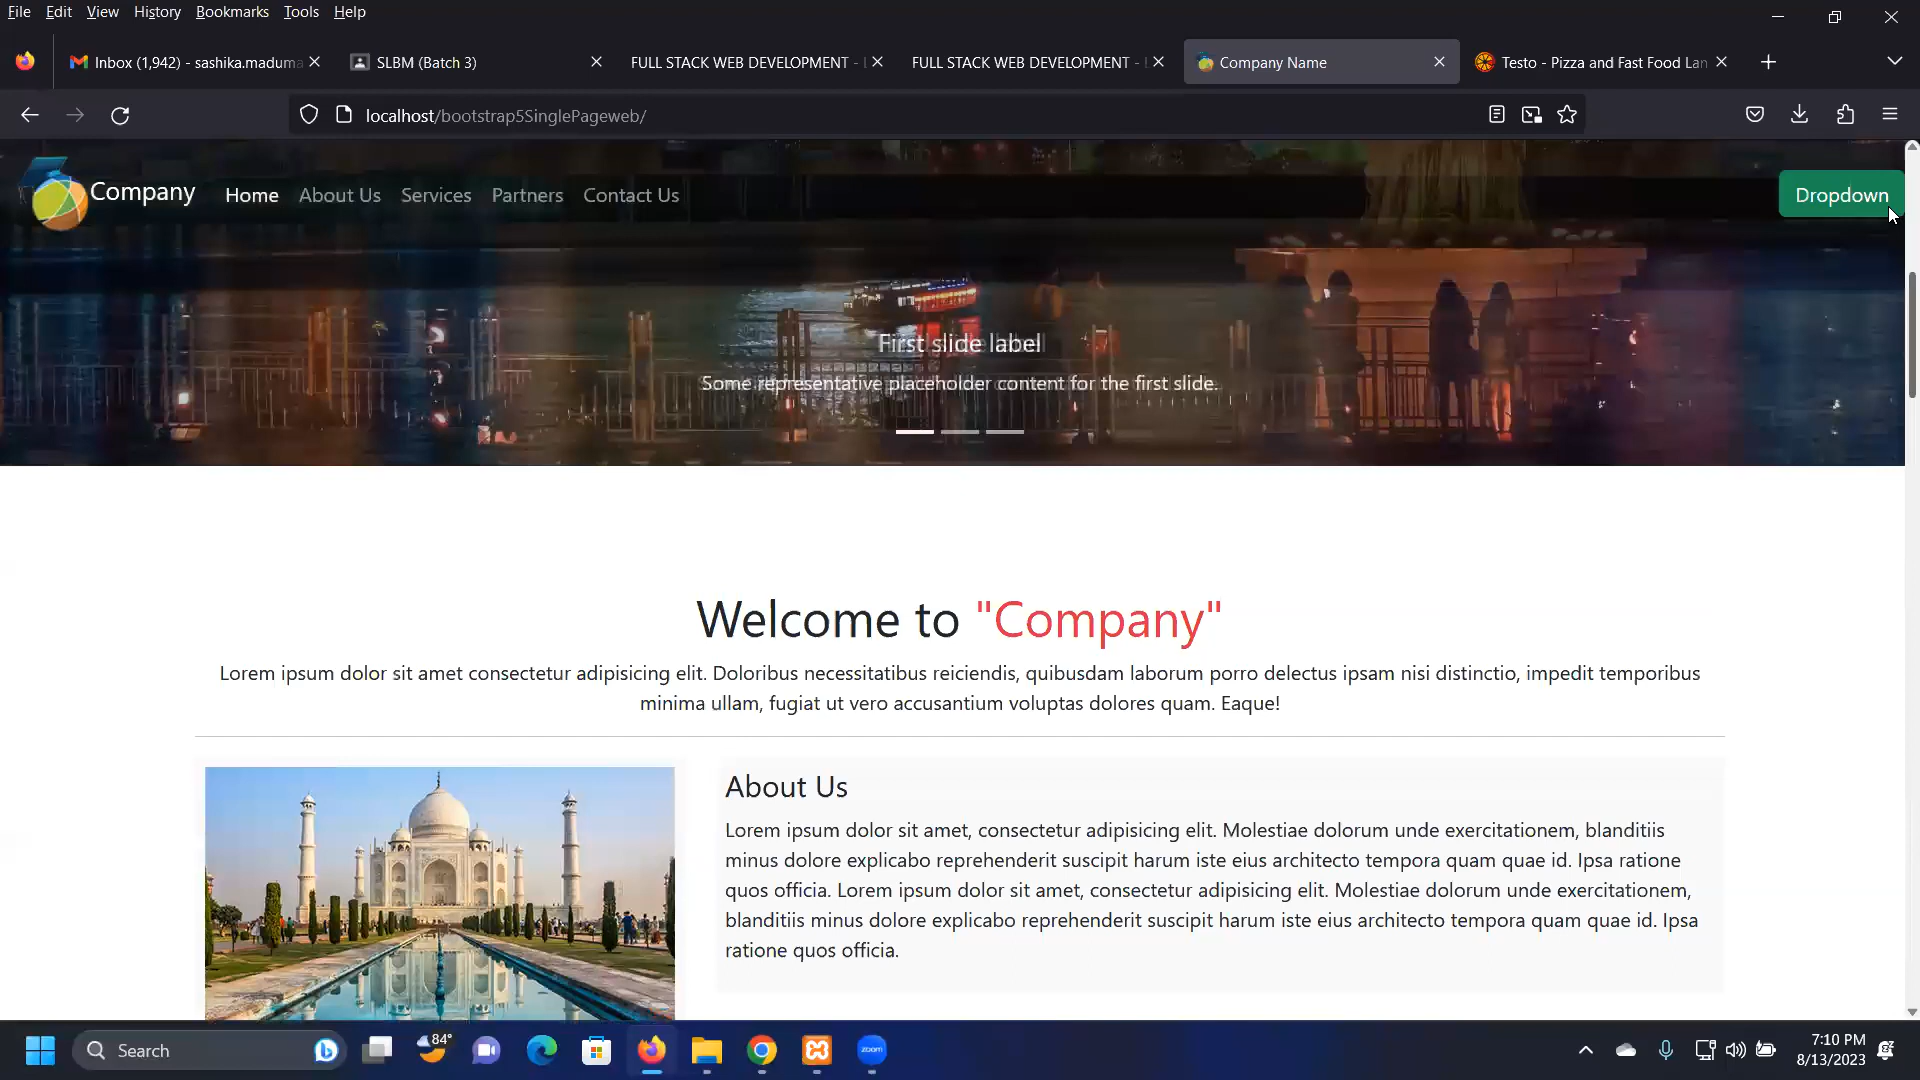 File Edit View History Bookmarks Tools Help
Inbox (1,942) - sashika.maduma
SLBM (Batch 3)
FULL STACK WEB DEVELOPMENT -
FULL STACK WEB DEVELOPMENT -
Company Name
Testo - Pizza and Fast Food Lan
localhost/bootstrap5SinglePageweb/
Company Home About Us Services Partners Contact Us Dropdown
First slide label
Some representative placeholder content for the first slide.
Welcome to "Company"
Lorem ipsum dolor sit amet consectetur adipisicing elit. Doloribus necessitatibus reiciendis, quibusdam laborum porro delectus ipsam nisi distinctio, impedit temporibus
minima ullam, fugiat ut vero accusantium voluptas dolores quam. Eaque!
About Us
Lorem ipsum dolor sit amet, consectetur adipisicing elit. Molestiae dolorum unde exercitationem, blanditiis
minus dolore explicabo reprehenderit suscipit harum iste eius architecto tempora quam quae id. Ipsa ratione
quos officia. Lorem ipsum dolor sit amet, consectetur adipisicing elit. Molestiae dolorum unde exercitationem,
blanditiis minus dolore explicabo reprehenderit suscipit harum iste eius architecto tempora quam quae id. Ipsa
ratione quos officia.
Search
84°
zoom
7:10 PM
8/13/2023